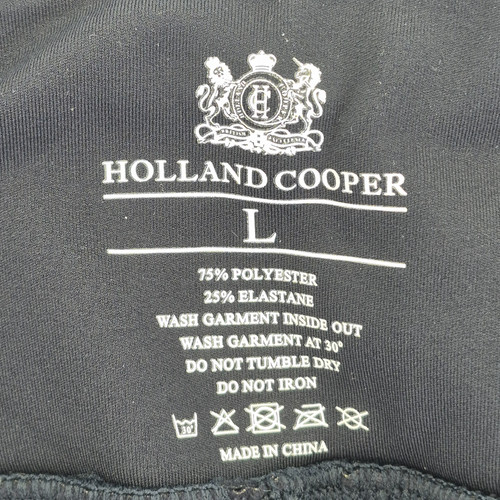 HOLLAND COOPER
L
75% POLYESTER
25% ELASTANE
WASH GARMENT INSIDE OUT
WASH GARMENT AT 30°
DO NOT TUMBLE DRY
DO NOT IRON
30°
MADE IN CHINA